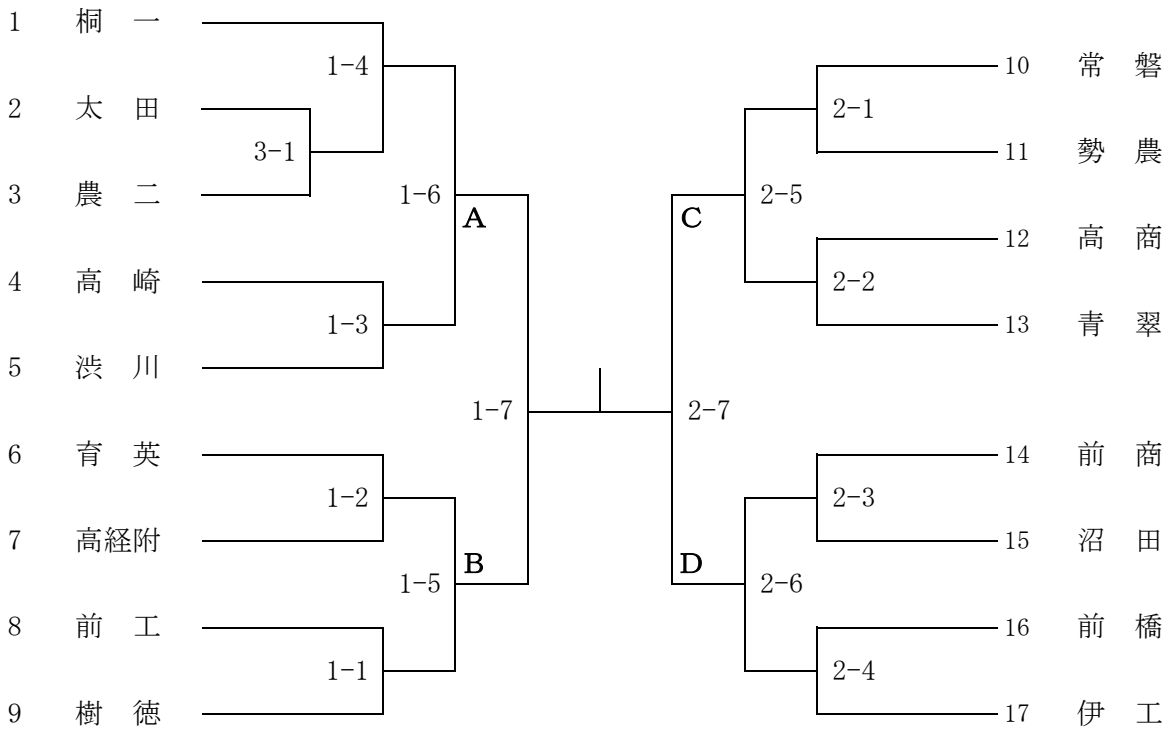 1 桐一
1-4
2 太田
3-1
3 農二
1-6
A
4 高崎
1-3
5 渋川
1-7
6 育英
1-2
7 高経附
1-5
B
8 前工
1-1
9 樹徳
10 常磐
2-1
11 勢農
C
2-5
12 高商
2-2
13 青翠
2-7
14 前商
2-3
15 沼田
D
2-6
16 前橋
2-4
17 伊工